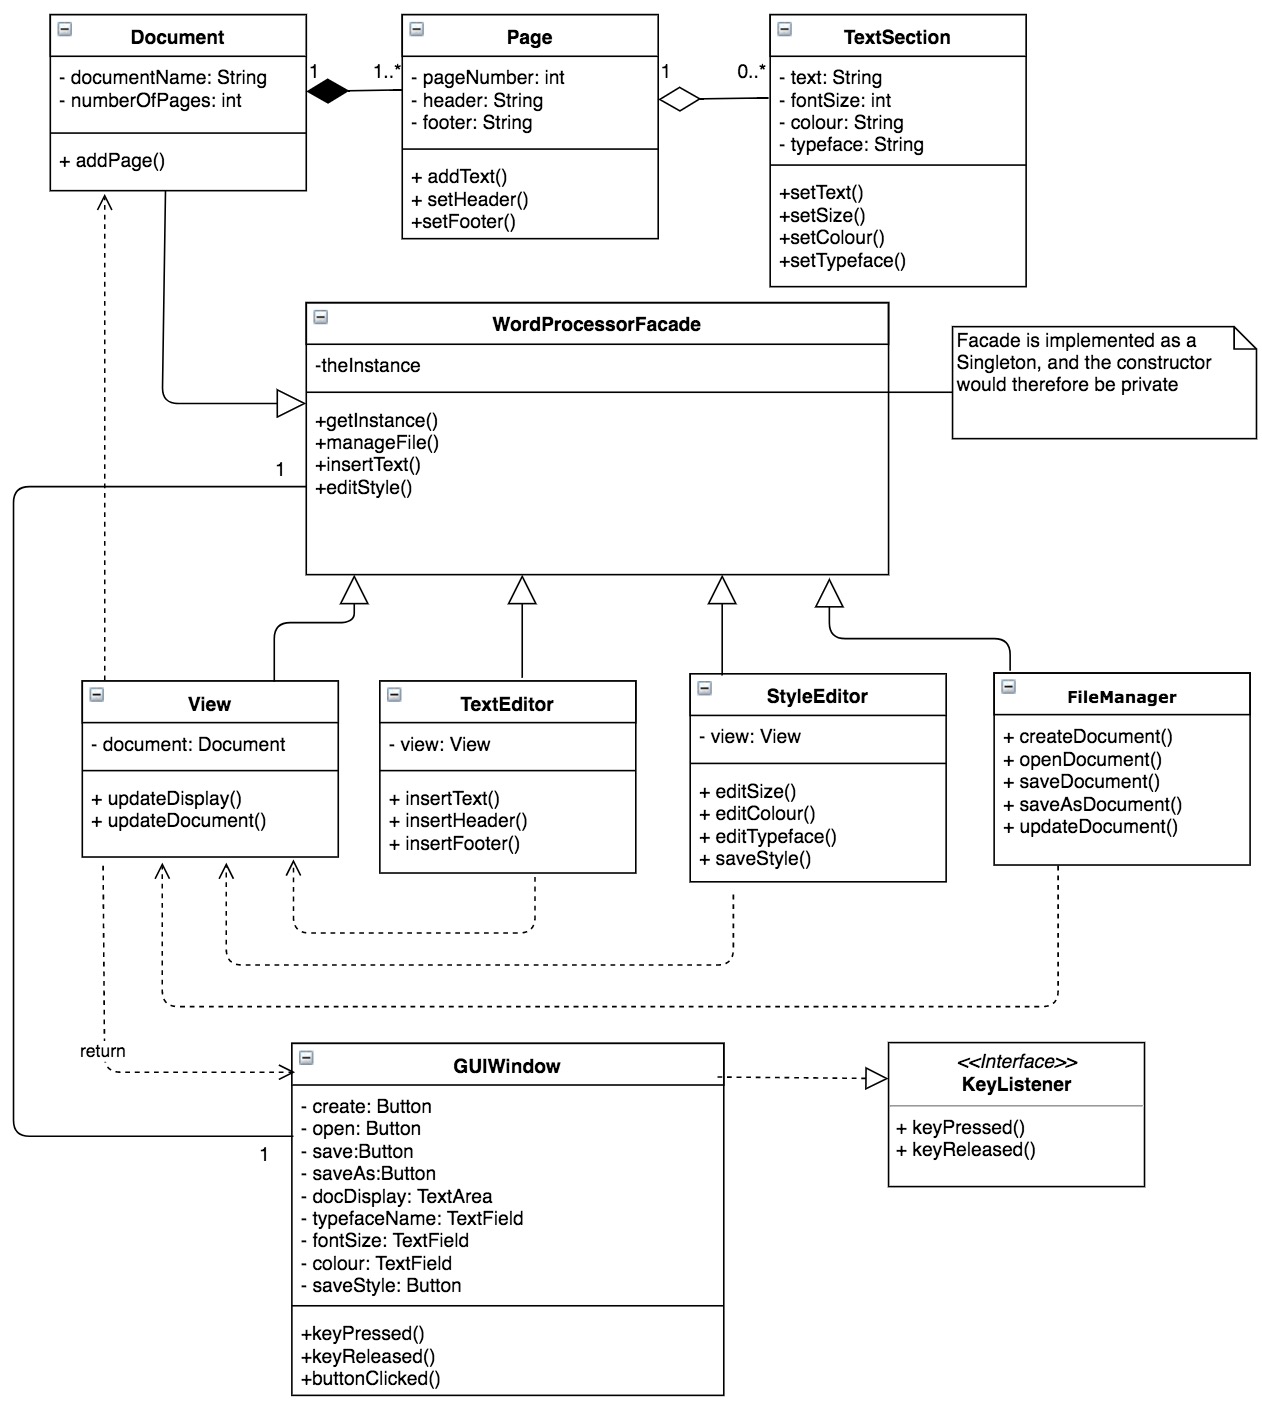 Document
- documentName: String
- numberOfPages: int
+ addPage()
1
1..*
Page
- pageNumber: int
- header: String
- footer: String
+ addText()
+ setHeader()
+setFooter()
1
0..*
TextSection
- text: String
- fontSize: int
- colour: String
- typeface: String
+setText()
+setSize()
+setColour()
+setTypeface()
WordProcessorFacade
-theInstance
+getInstance()
+manageFile()
+insertText()
+editStyle()
Facade is implemented as a
Singleton, and the constructor
would therefore be private
1
View
- document: Document
+ updateDisplay()
+ updateDocument()
TextEditor
- view: View
+ insertText()
+ insertHeader()
+ insertFooter()
StyleEditor
- view: View
+ editSize()
+ editColour()
+ editTypeface()
+ saveStyle()
FileManager
+ createDocument()
+ openDocument()
+ saveDocument()
+ saveAsDocument()
+ updateDocument()
return
1
GUIWindow
- create: Button
- open: Button
- save:Button
- saveAs:Button
- docDisplay: TextArea
- typefaceName: TextField
- fontSize: TextField
- colour: TextField
- saveStyle: Button
+keyPressed()
+keyReleased()
+buttonClicked()
<<Interface>>
KeyListener
+ keyPressed()
+ keyReleased()